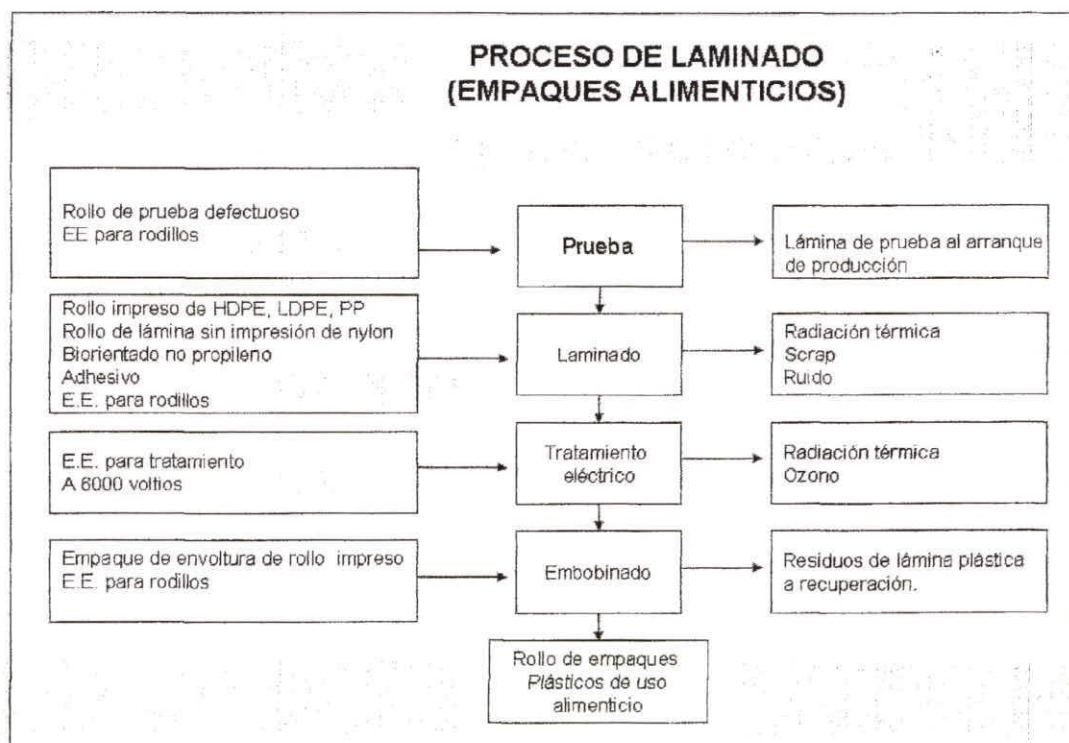 PROCESO DE LAMINADO
(EMPAQUES ALIMENTICIOS)
Rollo de prueba defectuoso
EE para rodillos
Prueba
Lámina de prueba al arranque
de producción
Rollo impreso de HDPE, LDPE, PP
Rollo de lámina sin impresión de nylon
Biorientado no propileno
Adhesivo
E.E. para rodillos
Laminado
Radiación térmica
Scrap
Ruido
E.E. para tratamiento
A 6000 voltios
Tratamiento
eléctrico
Radiación térmica
Ozono
Empaque de envoltura de rollo impreso
E.E. para rodillos
Embobinado
Residuos de lámina plástica
a recuperación.
Rollo de empaques
Plásticos de uso
alimenticio